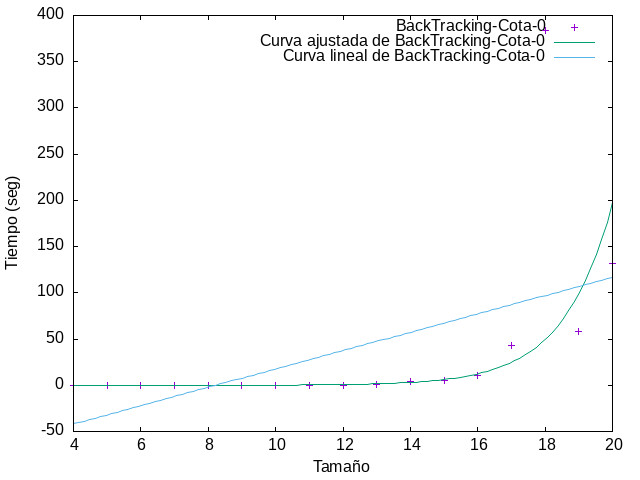 400
350
300
250
200
150
100
50
0
-50
4 6 8 10 12 14 16 18 20
Tiempo (seg)
Tamaño
BackTracking-Cota-0
Curva ajustada de BackTracking-Cota-0
Curva lineal de BackTracking-Cota-0